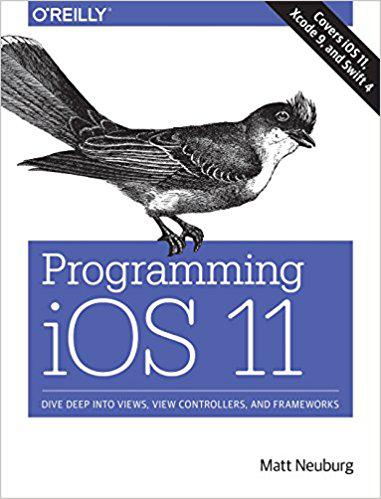 O'REILLY®
Covers iOS 11,
Xcode 9, and Swift 4
Programming
iOS 11
DIVE DEEP INTO VIEWS, VIEW CONTROLLERS, AND FRAMEWORKS
Matt Neuburg